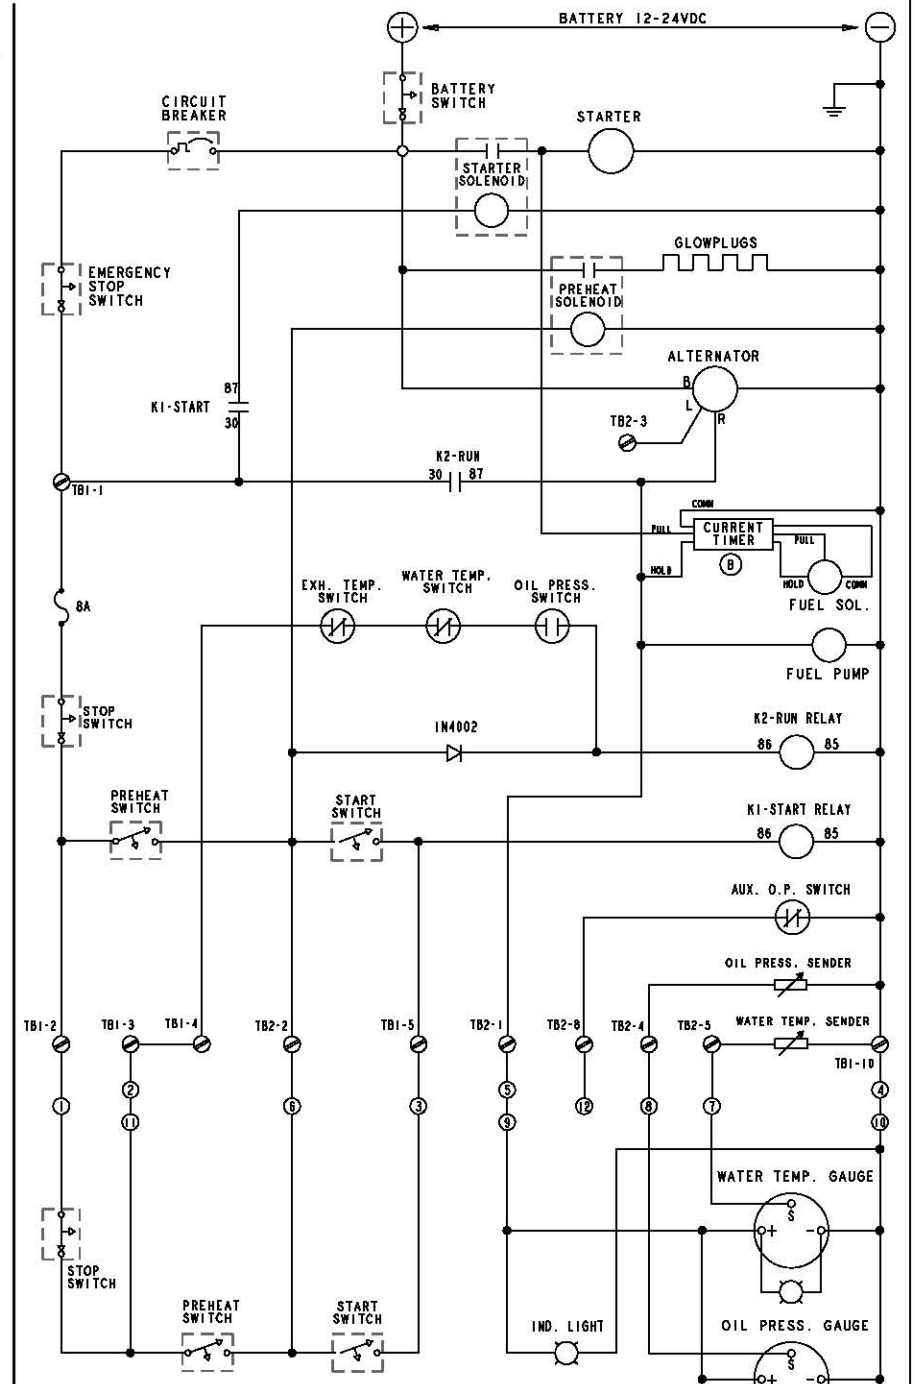 BATTERY 12-24VDC
BATTERY
SWITCH
CIRCUIT
BREAKER
STARTER
STARTER
SOLENOID
GLOWPLUGS
EMERGENCY
STOP
SWITCH
PREHEAT
SOLENOID
ALTERNATOR
B
L
R
87
K1-START
30
TB2-3
K2-RUN
30 87
TB1-1
COMM
PULL
CURRENT
TIMER
PULL
B
HOLD
HOLD
COMM
FUEL SOL.
EXH. TEMP.
SWITCH
WATER TEMP.
SWITCH
OIL PRESS.
SWITCH
8A
FUEL PUMP
STOP
SWITCH
1N4002
K2-RUN RELAY
86 85
PREHEAT
SWITCH
START
SWITCH
K1-START RELAY
86 85
AUX. O.P. SWITCH
OIL PRESS. SENDER
WATER TEMP. SENDER
TB1-2 TB1-3 TB1-4 TB2-2 TB1-5 TB2-1 TB2-8 TB2-4 TB2-5
TB1-10
2 5 4
1 6 3 12 8 7
11 9 10
WATER TEMP. GAUGE
S
+ -
STOP
SWITCH
PREHEAT
SWITCH
START
SWITCH
IND. LIGHT
OIL PRESS. GAUGE
S
+ -